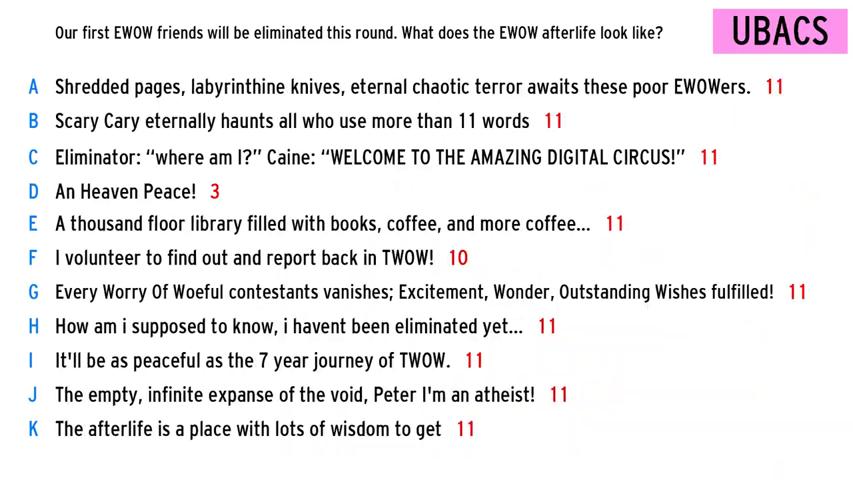 Our first EWOW friends will be eliminated this round. What does the EWOW afterlife look like?
UBACS
A Shredded pages, labyrinthine knives, eternal chaotic terror awaits these poor EWOWers. 11
B Scary Cary eternally haunts all who use more than 11 words 11
C Eliminator: “where am I?” Caine: “WELCOME TO THE AMAZING DIGITAL CIRCUS!” 11
D An Heaven Peace! 3
E A thousand floor library filled with books, coffee, and more coffee... 11
F I volunteer to find out and report back in TWOW! 10
G Every Worry Of Woeful contestants vanishes; Excitement, Wonder, Outstanding Wishes fulfilled! 11
H How am i supposed to know, i havent been eliminated yet... 11
I It'll be as peaceful as the 7 year journey of TWOW. 11
J The empty, infinite expanse of the void, Peter I'm an atheist! 11
K The afterlife is a place with lots of wisdom to get 11